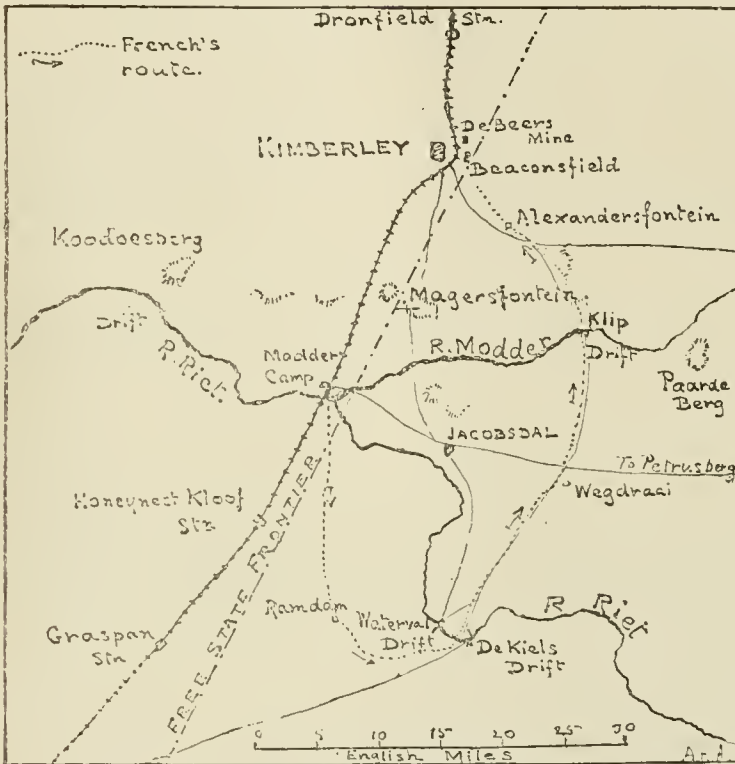 Dronfield Stn.
French's
route.
De Beers
Mine
KIMBERLEY
Beaconsfield
Alexandersfontein
Koodoesberg
Magersfontein
Klip
Drift
Drift
R. Riet.
Modder
Camp
R. Modder
Paarde
Berg
JACOBSDAL
To Petrusberg
Honeynest Kloof
Stn
Wegdraai
FREE STATE FRONTIER
Ramdam
Waterval
Drift
R. Riet
Graspan
Stn
De Kiels
Drift
0 5 10 15 20 25 30
English Miles